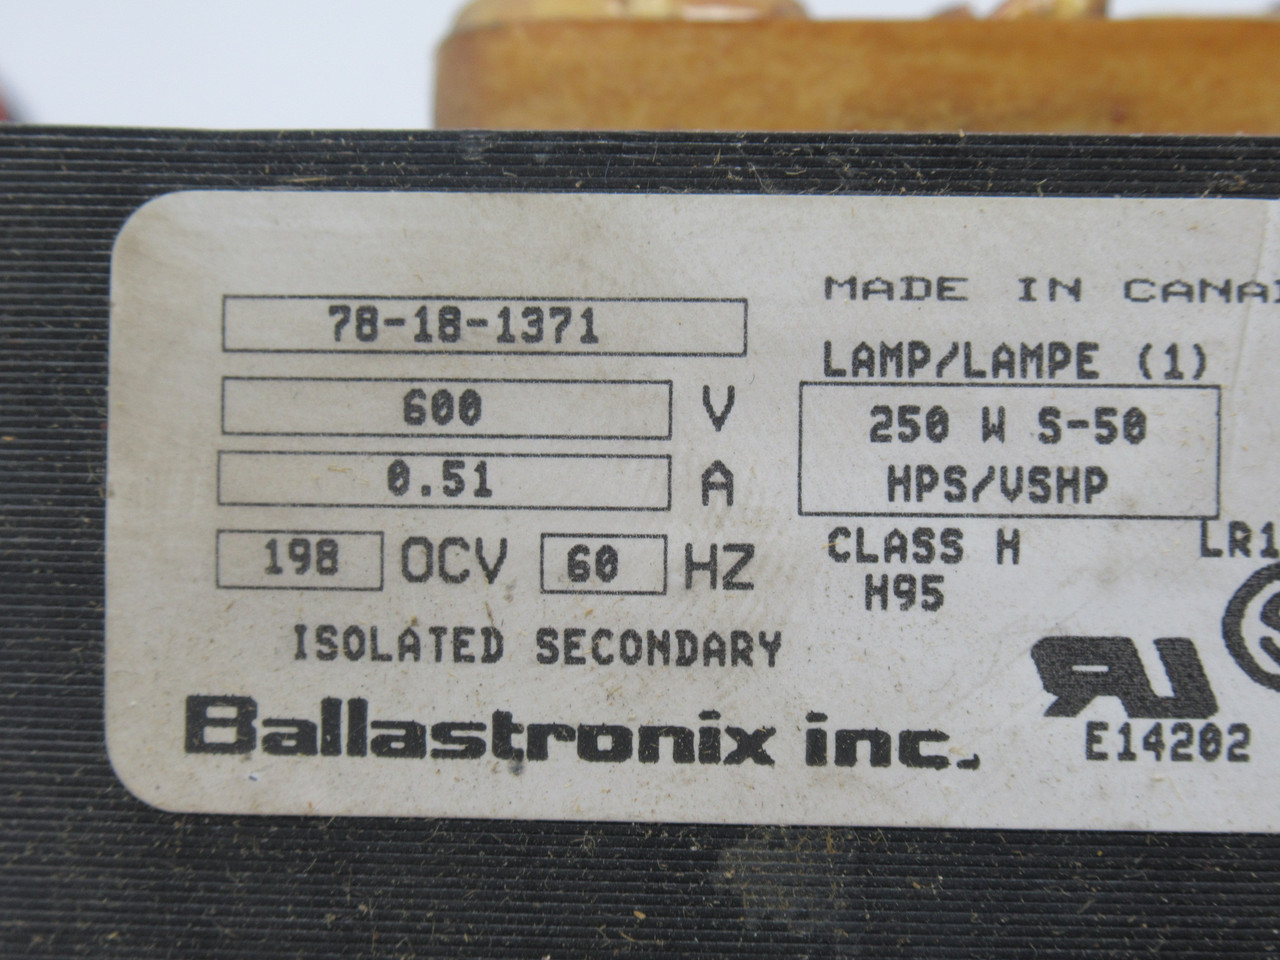 78-18-1371
600 V
0.51 A
198 OCV 60 HZ
ISOLATED SECONDARY
Ballastronix inc.
MADE IN CANA
LAMP/LAMPE (1)
250 W S-50
HPS/VSHP
CLASS H
H95
LR1
E14202